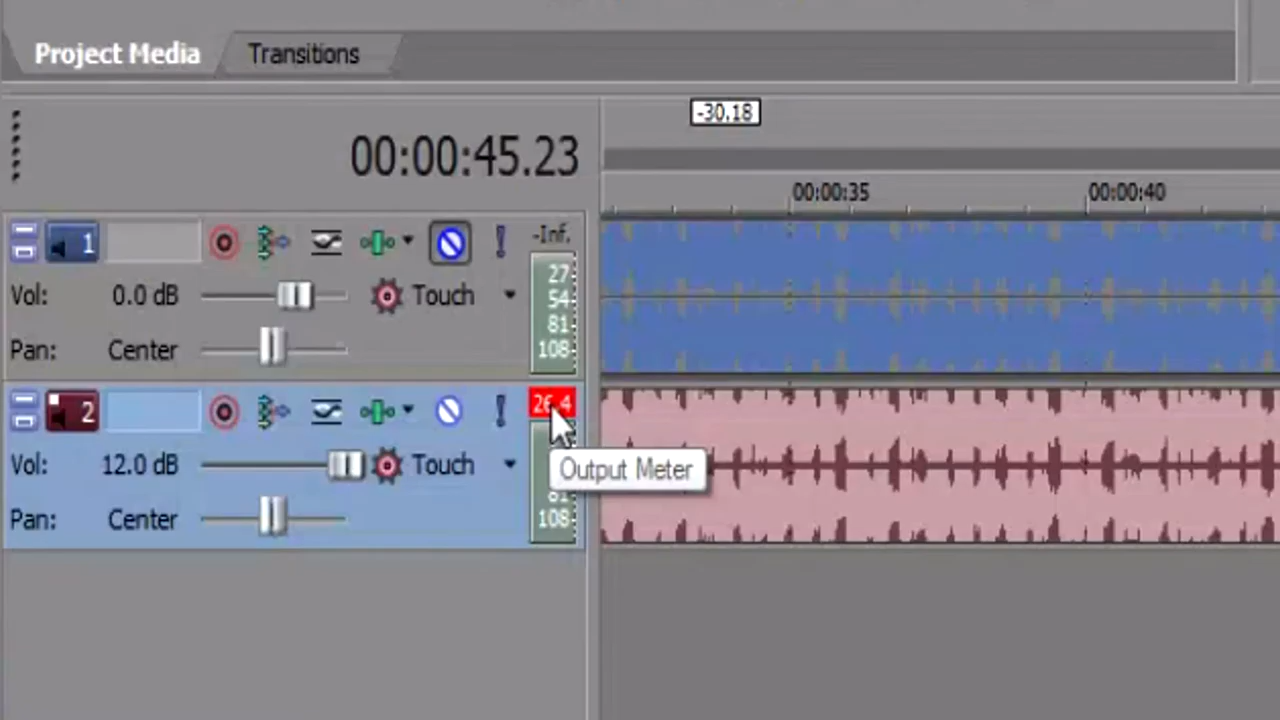 Project Media
Transitions
-30.18
00:00:45.23
00:00:35
00:00:40
1
-Inf.
27
54
81
108
Vol:
0.0 dB
Touch
Pan:
Center
2
26.4
Vol:
12.0 dB
Touch
Output Meter
81
108
Pan:
Center